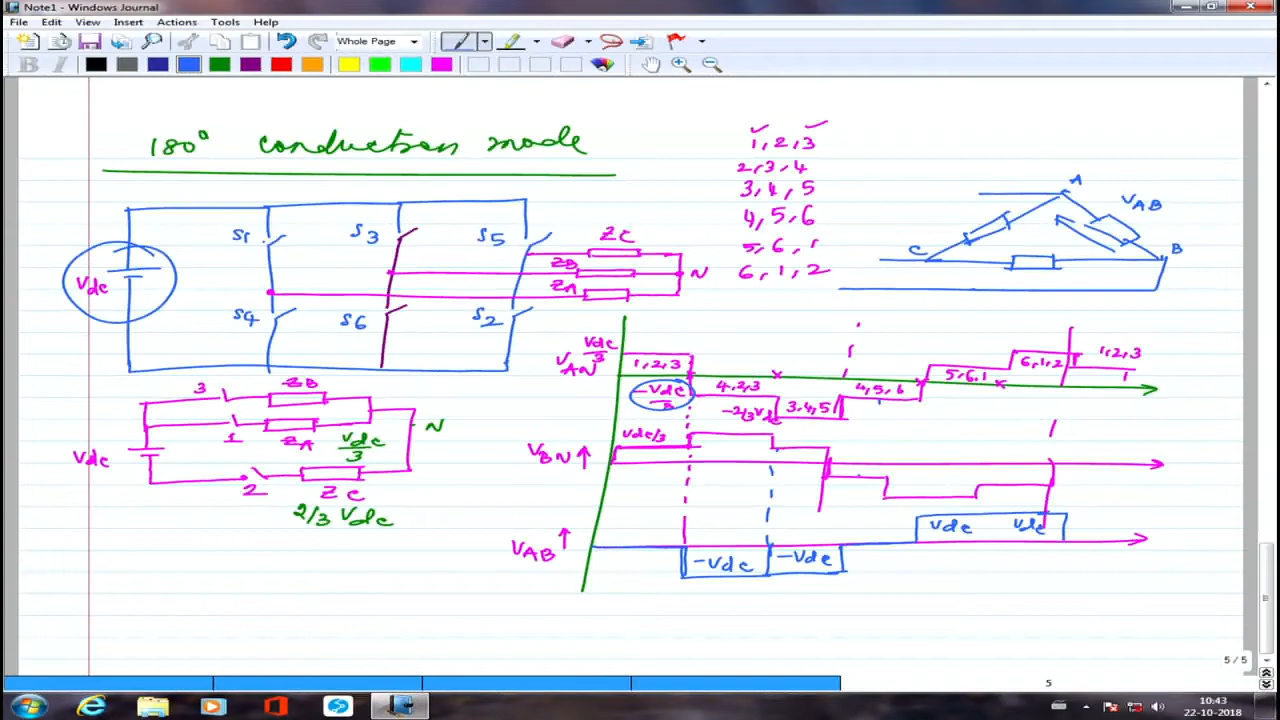 Note1 - Windows Journal
File Edit View Insert Actions Tools Help
Whole Page
B I
180° conduction mode
1,2,3
2,3,4
3,4,5
4,5,6
5,6,1
6,1,2
A
VAB
C
B
S1
S3
S5
ZC
ZB
ZA
N
Vdc
S4
S6
S2
VAN
Vdc/3
1,2,3
4,2,3
-2/3 Vdc
3,4,5
4,5,6
5,6,1
6,1,2
1,2,3
1
VBN
Vdc/3
VAB
-Vdc
-Vdc
Vdc
Vdc
3
ZB
1
ZA
Vdc/3
N
Vdc
2
ZC
2/3 Vdc
5 / 5
5
10:43
22-10-2018